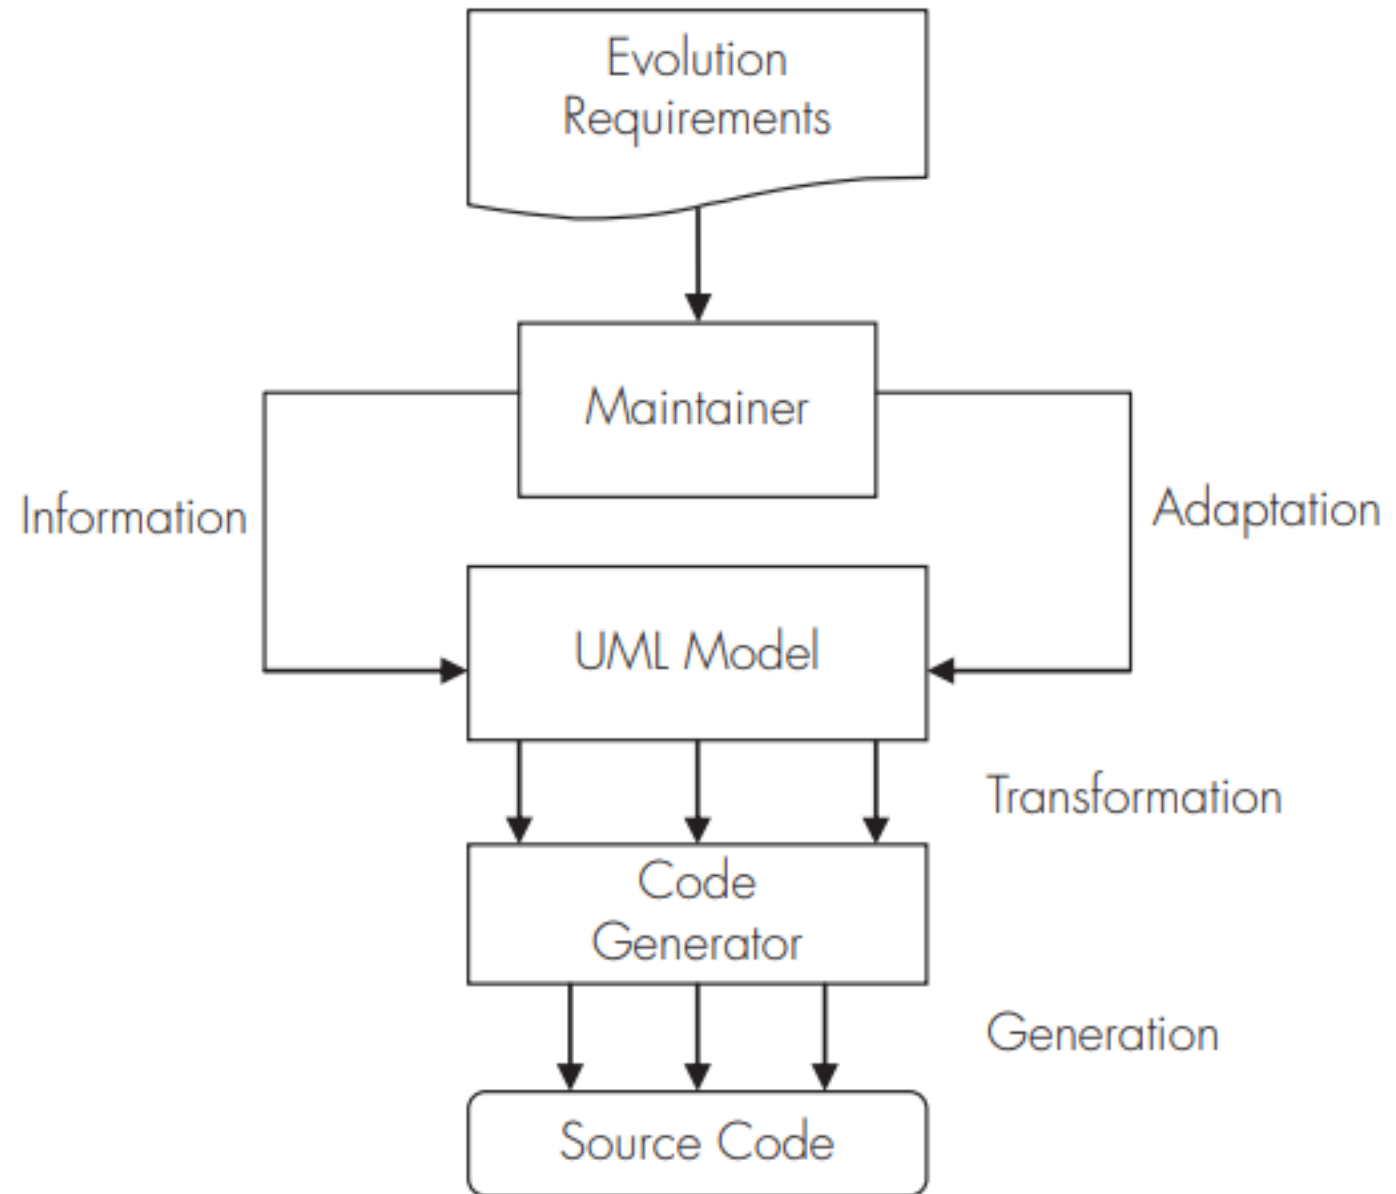 Evolution
Requirements
Maintainer
Information
Adaptation
UML Model
Transformation
Code
Generator
Generation
Source Code